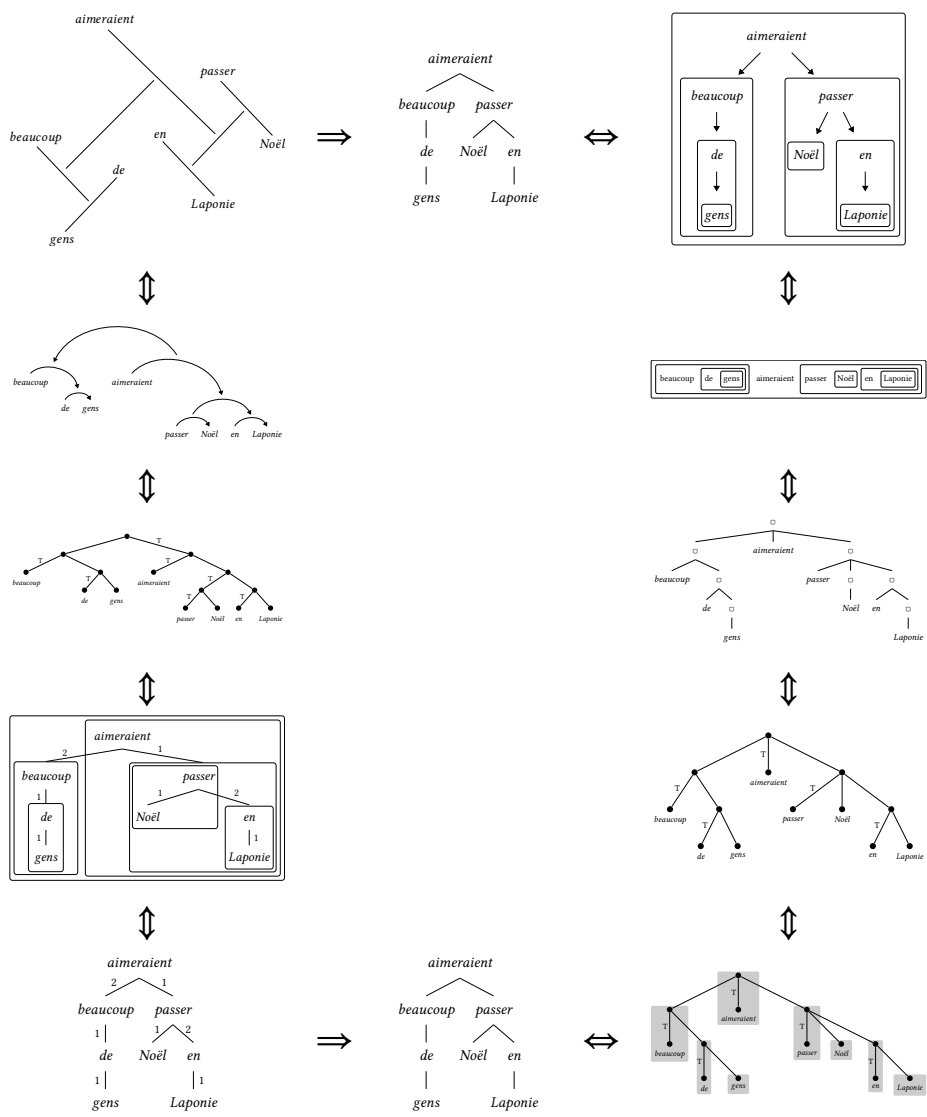 aimeraient
passer
beaucoup
en
Noël
de
Laponie
gens
⇒
aimeraient
beaucoup passer
de Noël en
gens Laponie
⇔
aimeraient
beaucoup passer
de Noël en
gens Laponie
⇕
⇕
beaucoup aimeraient
de gens
passer Noël en Laponie
beaucoup de gens aimeraient passer Noël en Laponie
⇕
⇕
T
T T
beaucoup T aimeraient T
de gens T T
passer Noël en Laponie
aimeraient
beaucoup passer
de Noël en
gens Laponie
⇕
⇕
aimeraient
2 1
beaucoup passer
1 1 2
de Noël en
1 1
gens Laponie
T
aimeraient
T T
beaucoup passer Noël
T T
de gens en Laponie
⇕
⇕
aimeraient
2 1
beaucoup passer
1 1 2
de Noël en
1 1
gens Laponie
⇒
aimeraient
beaucoup passer
de Noël en
gens Laponie
⇔
T
aimeraient
T T
beaucoup passer Noël
T T
de gens en Laponie